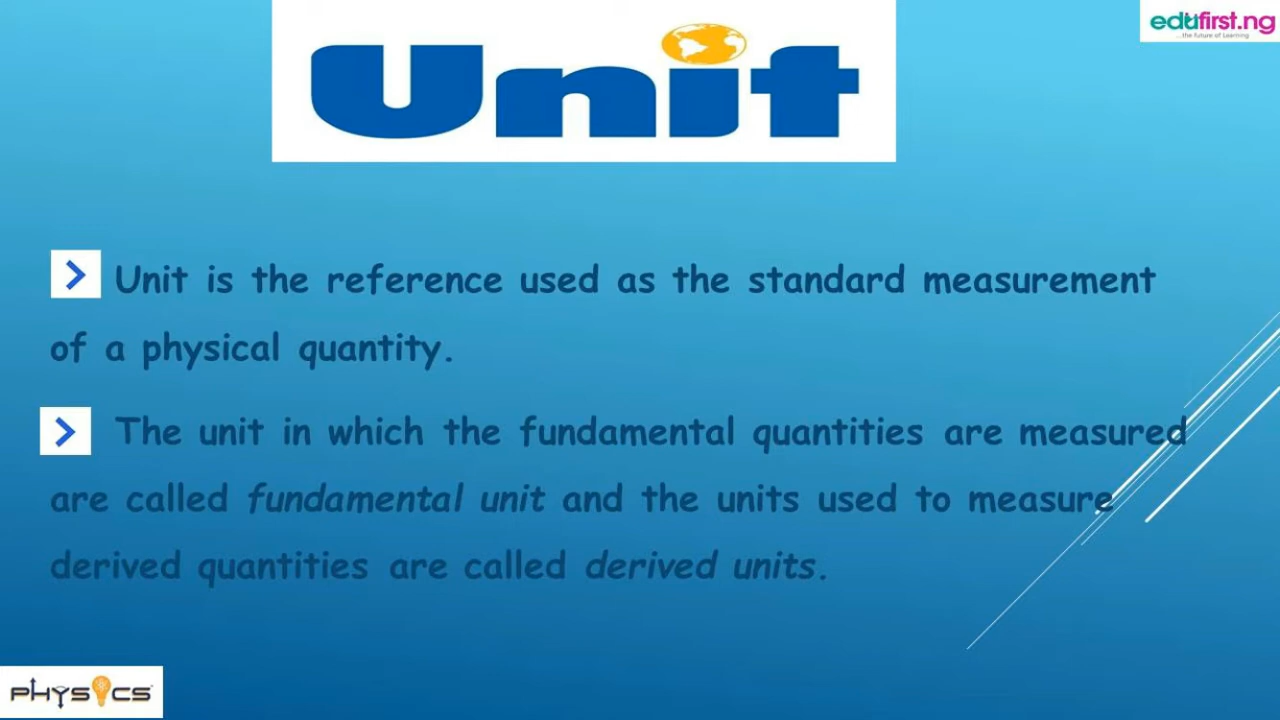 Unit
edufirst.ng
...the future of Learning
Unit is the reference used as the standard measurement
of a physical quantity.
The unit in which the fundamental quantities are measured
are called fundamental unit and the units used to measure
derived quantities are called derived units.
PHYSICS